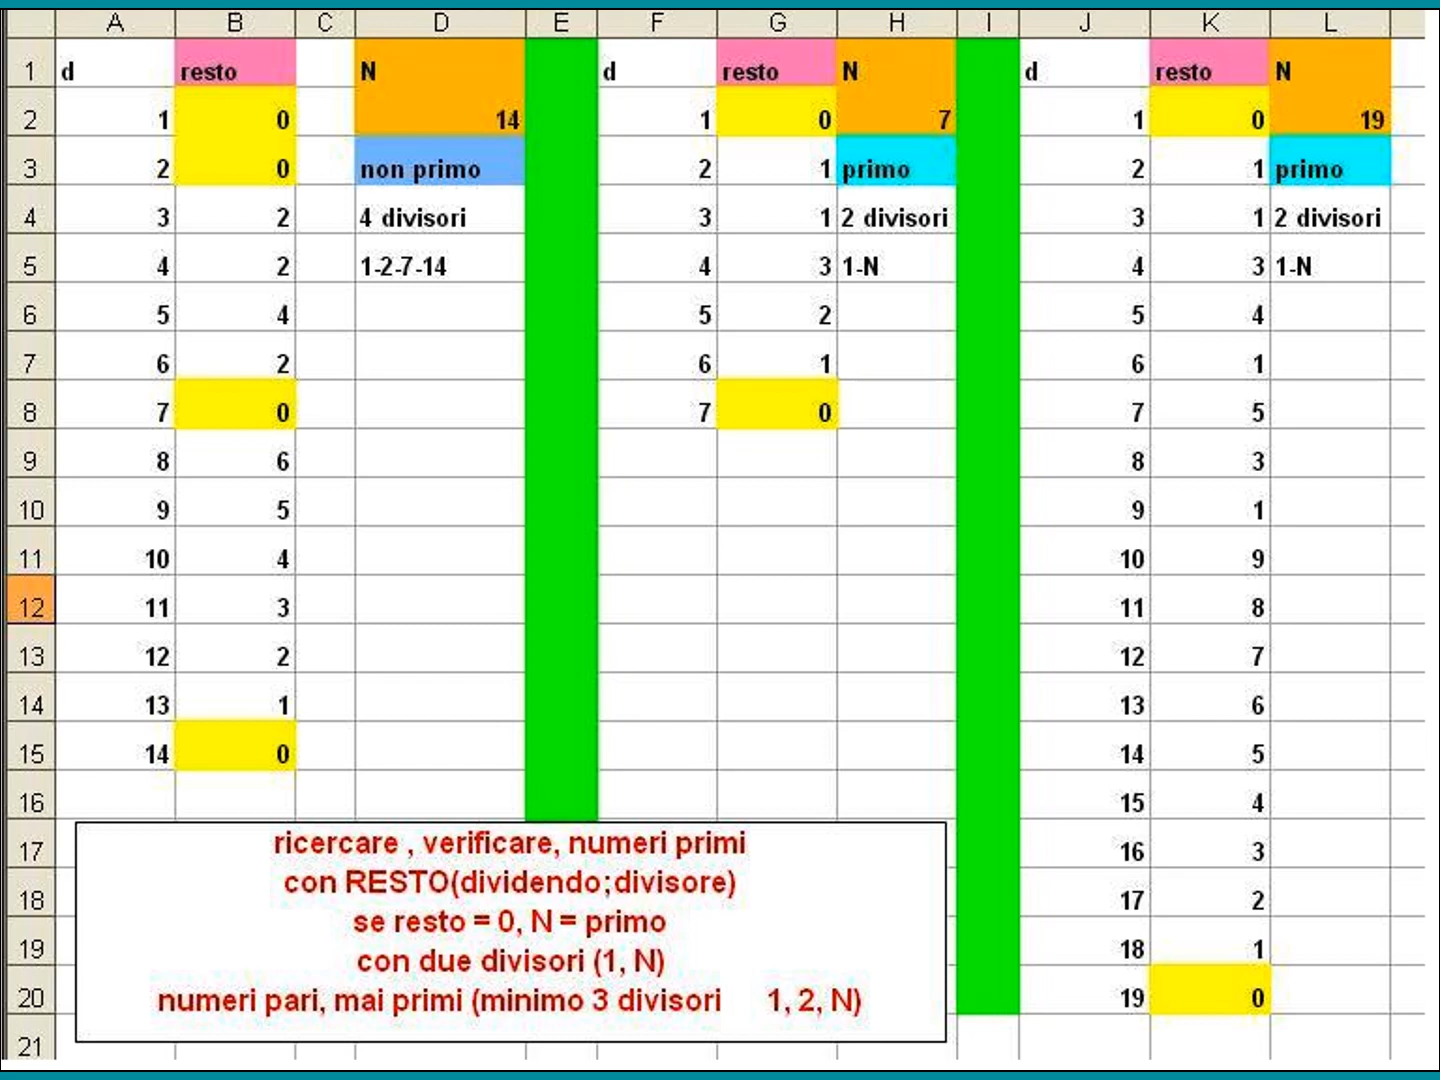 A B C D E F G H I J K L
1 d resto N d resto N d resto N
2 1 0 14 1 0 7 1 0 19
3 2 0 non primo 2 1 primo 2 1 primo
4 3 2 4 divisori 3 1 2 divisori 3 1 2 divisori
5 4 2 1-2-7-14 4 3 1-N 4 3 1-N
6 5 4 5 2 5 4
7 6 2 6 1 6 1
8 7 0 7 0 7 5
9 8 6 8 3
10 9 5 9 1
11 10 4 10 9
12 11 3 11 8
13 12 2 12 7
14 13 1 13 6
15 14 0 14 5
16 15 4
17 16 3
18 17 2
19 18 1
20 19 0
21
ricercare , verificare, numeri primi
con RESTO(dividendo;divisore)
se resto = 0, N = primo
con due divisori (1, N)
numeri pari, mai primi (minimo 3 divisori 1, 2, N)